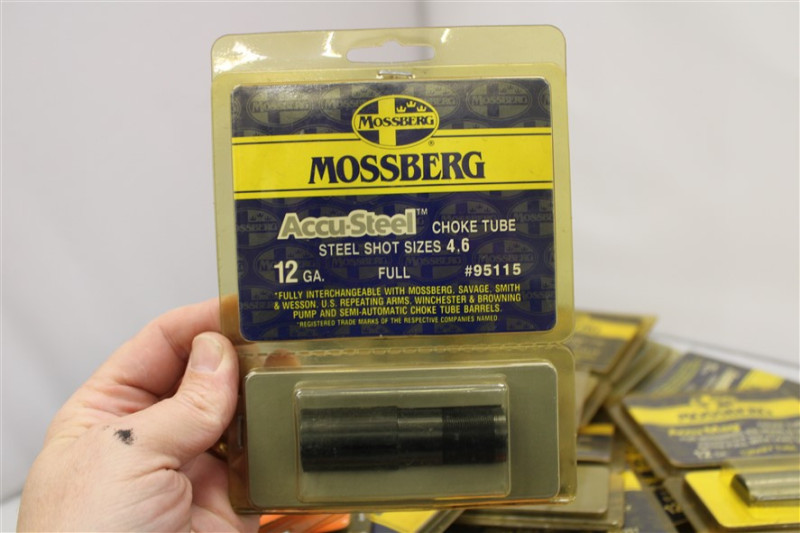 MOSSBERG
®
MOSSBERG
Accu-Steel™ CHOKE TUBE
STEEL SHOT SIZES 4,6
12 GA. FULL #95115
*FULLY INTERCHANGEABLE WITH MOSSBERG, SAVAGE, SMITH
& WESSON, U.S. REPEATING ARMS, WINCHESTER & BROWNING
PUMP AND SEMI-AUTOMATIC CHOKE TUBE BARRELS.
*REGISTERED TRADE MARKS OF THE RESPECTIVE COMPANIES NAMED
12